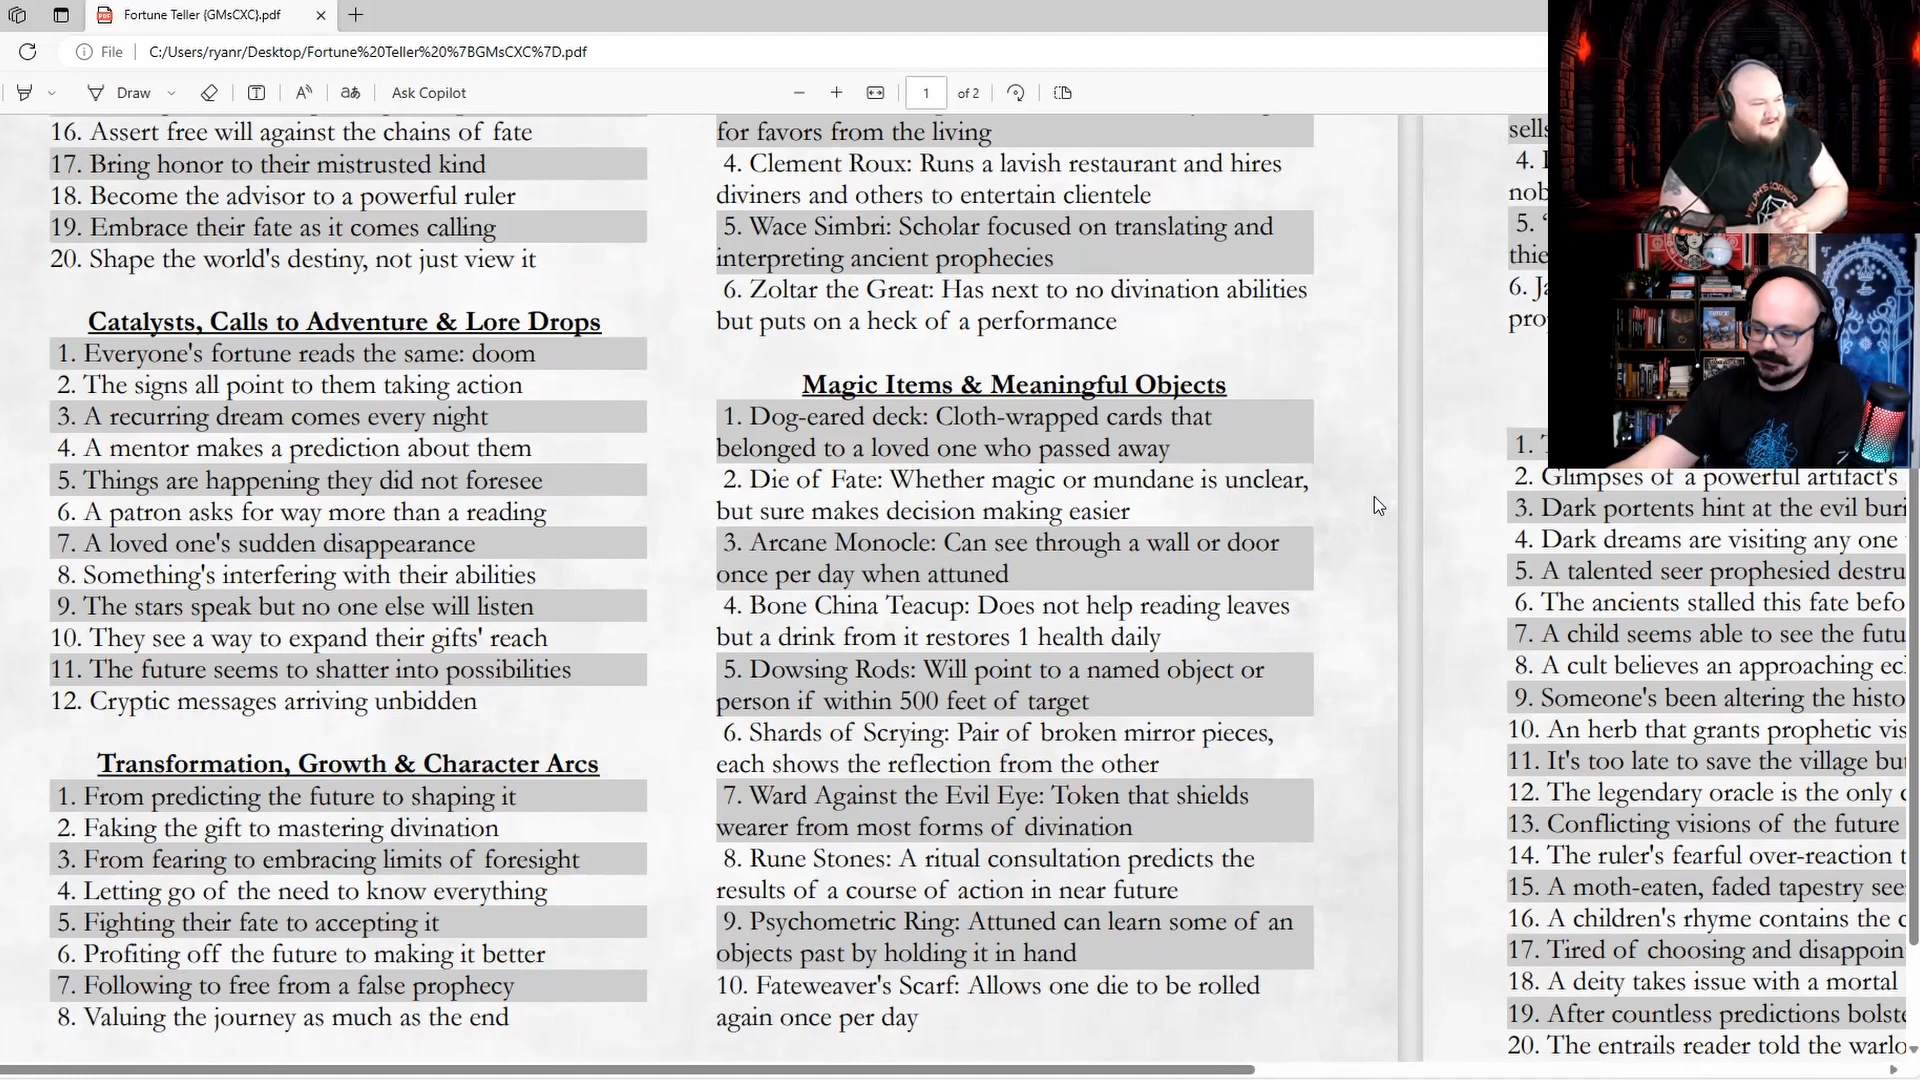 Fortune Teller {GMsCXC}.pdf
File
C:/Users/ryanr/Desktop/Fortune%20Teller%20%7BGMsCXC%7D.pdf
Draw
Ask Copilot
1 of 2
16. Assert free will against the chains of fate
17. Bring honor to their mistrusted kind
18. Become the advisor to a powerful ruler
19. Embrace their fate as it comes calling
20. Shape the world's destiny, not just view it
Catalysts, Calls to Adventure & Lore Drops
1. Everyone's fortune reads the same: doom
2. The signs all point to them taking action
3. A recurring dream comes every night
4. A mentor makes a prediction about them
5. Things are happening they did not foresee
6. A patron asks for way more than a reading
7. A loved one's sudden disappearance
8. Something's interfering with their abilities
9. The stars speak but no one else will listen
10. They see a way to expand their gifts' reach
11. The future seems to shatter into possibilities
12. Cryptic messages arriving unbidden
Transformation, Growth & Character Arcs
1. From predicting the future to shaping it
2. Faking the gift to mastering divination
3. From fearing to embracing limits of foresight
4. Letting go of the need to know everything
5. Fighting their fate to accepting it
6. Profiting off the future to making it better
7. Following to free from a false prophecy
8. Valuing the journey as much as the end
for favors from the living
4. Clement Roux: Runs a lavish restaurant and hires
diviners and others to entertain clientele
5. Wace Simbri: Scholar focused on translating and
interpreting ancient prophecies
6. Zoltar the Great: Has next to no divination abilities
but puts on a heck of a performance
Magic Items & Meaningful Objects
1. Dog-eared deck: Cloth-wrapped cards that
belonged to a loved one who passed away
2. Die of Fate: Whether magic or mundane is unclear,
but sure makes decision making easier
3. Arcane Monocle: Can see through a wall or door
once per day when attuned
4. Bone China Teacup: Does not help reading leaves
but a drink from it restores 1 health daily
5. Dowsing Rods: Will point to a named object or
person if within 500 feet of target
6. Shards of Scrying: Pair of broken mirror pieces,
each shows the reflection from the other
7. Ward Against the Evil Eye: Token that shields
wearer from most forms of divination
8. Rune Stones: A ritual consultation predicts the
results of a course of action in near future
9. Psychometric Ring: Attuned can learn some of an
objects past by holding it in hand
10. Fateweaver's Scarf: Allows one die to be rolled
again once per day
sells
4.
nob
5.
thie
6. Ja
pro
1.
2. Glimpses of a powerful artifact's
3. Dark portents hint at the evil buri
4. Dark dreams are visiting any one
5. A talented seer prophesied destru
6. The ancients stalled this fate befo
7. A child seems able to see the futu
8. A cult believes an approaching ec
9. Someone's been altering the histo
10. An herb that grants prophetic vis
11. It's too late to save the village bu
12. The legendary oracle is the only
13. Conflicting visions of the future
14. The ruler's fearful over-reaction t
15. A moth-eaten, faded tapestry see
16. A children's rhyme contains the c
17. Tired of choosing and disappoin
18. A deity takes issue with a mortal
19. After countless predictions bolste
20. The entrails reader told the warlo